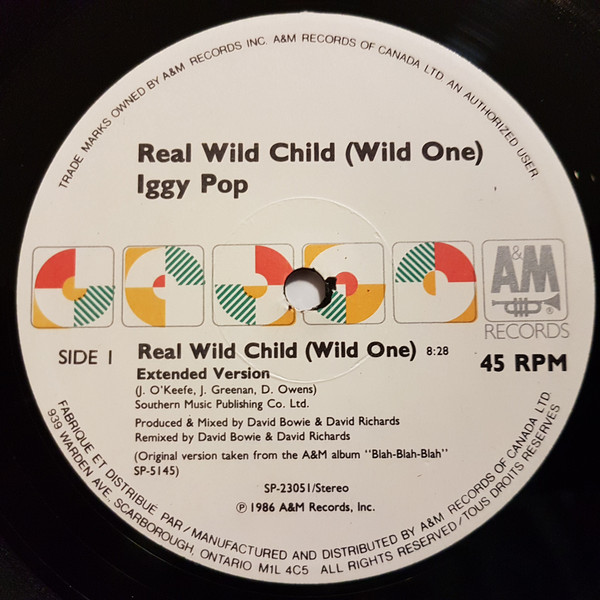 TRADE MARKS OWNED BY A&M RECORDS INC. A&M RECORDS OF CANADA LTD AN AUTHORIZED USER.
Real Wild Child (Wild One)
Iggy Pop
A&M
®
RECORDS
SIDE 1
Real Wild Child (Wild One) 8:28
45 RPM
Extended Version
(J. O'Keefe, J. Greenan, D. Owens)
Southern Music Publishing Co. Ltd.
Produced & Mixed by David Bowie & David Richards
Remixed by David Bowie & David Richards
(Original version taken from the A&M album "Blah-Blah-Blah"
SP-5145)
SP-23051/Stereo
℗ 1986 A&M Records, Inc.
FABRIQUE ET DISTRIBUE PAR/MANUFACTURED AND DISTRIBUTED BY A&M RECORDS OF CANADA LTD
939 WARDEN AVE, SCARBOROUGH, ONTARIO M1L 4C5 ALL RIGHTS RESERVED/TOUS DROITS RESERVES